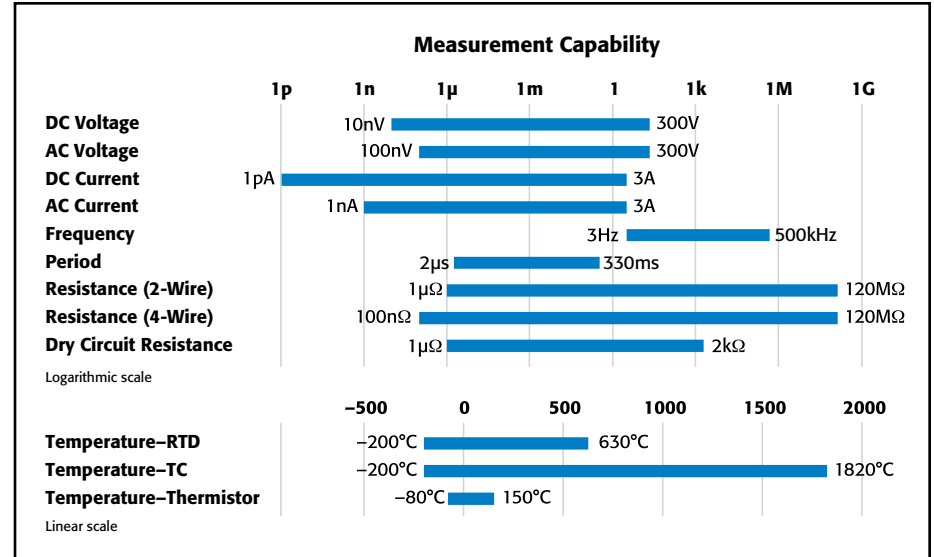 Measurement Capability
1p 1n 1µ 1m 1 1k 1M 1G
DC Voltage 10nV 300V
AC Voltage 100nV 300V
DC Current 1pA 3A
AC Current 1nA 3A
Frequency 3Hz 500kHz
Period 2µs 330ms
Resistance (2-Wire) 1µΩ 120MΩ
Resistance (4-Wire) 100nΩ 120MΩ
Dry Circuit Resistance 1µΩ 2kΩ
Logarithmic scale
–500 0 500 1000 1500 2000
Temperature–RTD –200°C 630°C
Temperature–TC –200°C 1820°C
Temperature–Thermistor –80°C 150°C
Linear scale